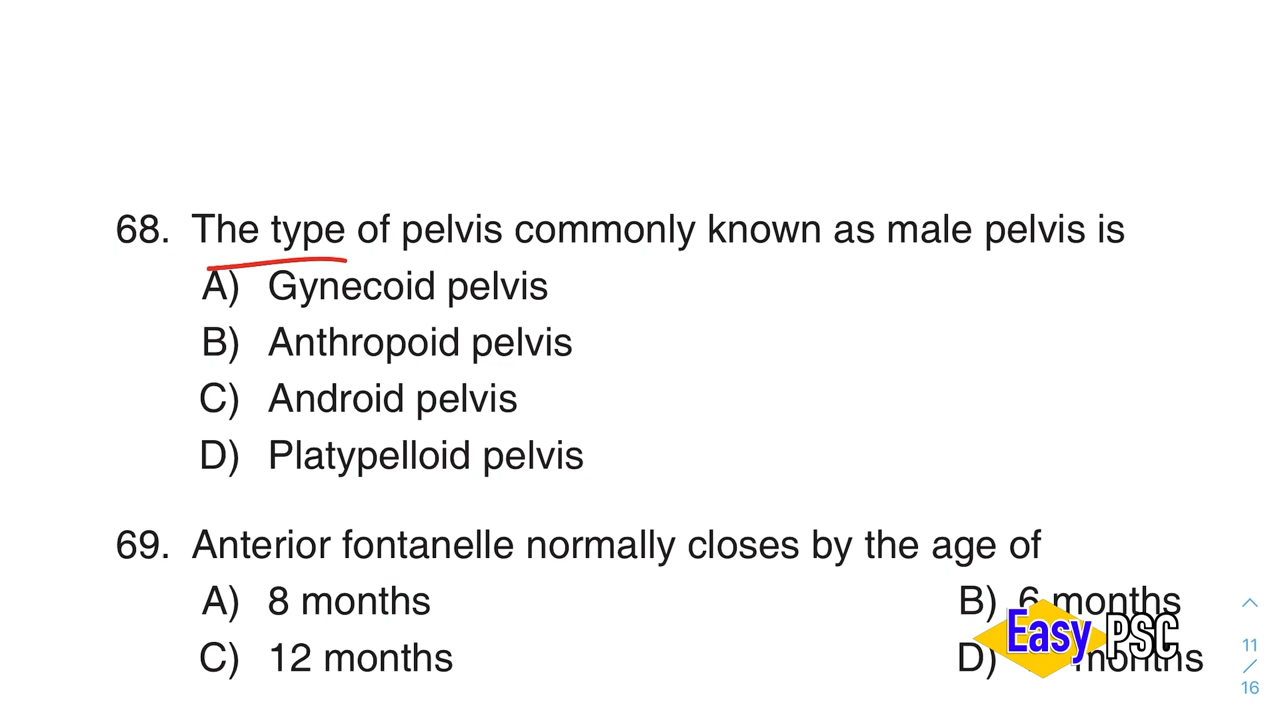 68. The type of pelvis commonly known as male pelvis is
A) Gynecoid pelvis
B) Anthropoid pelvis
C) Android pelvis
D) Platypelloid pelvis
69. Anterior fontanelle normally closes by the age of
A) 8 months B) 6 months
C) 12 months D) months
Easy PSC
11
/
16